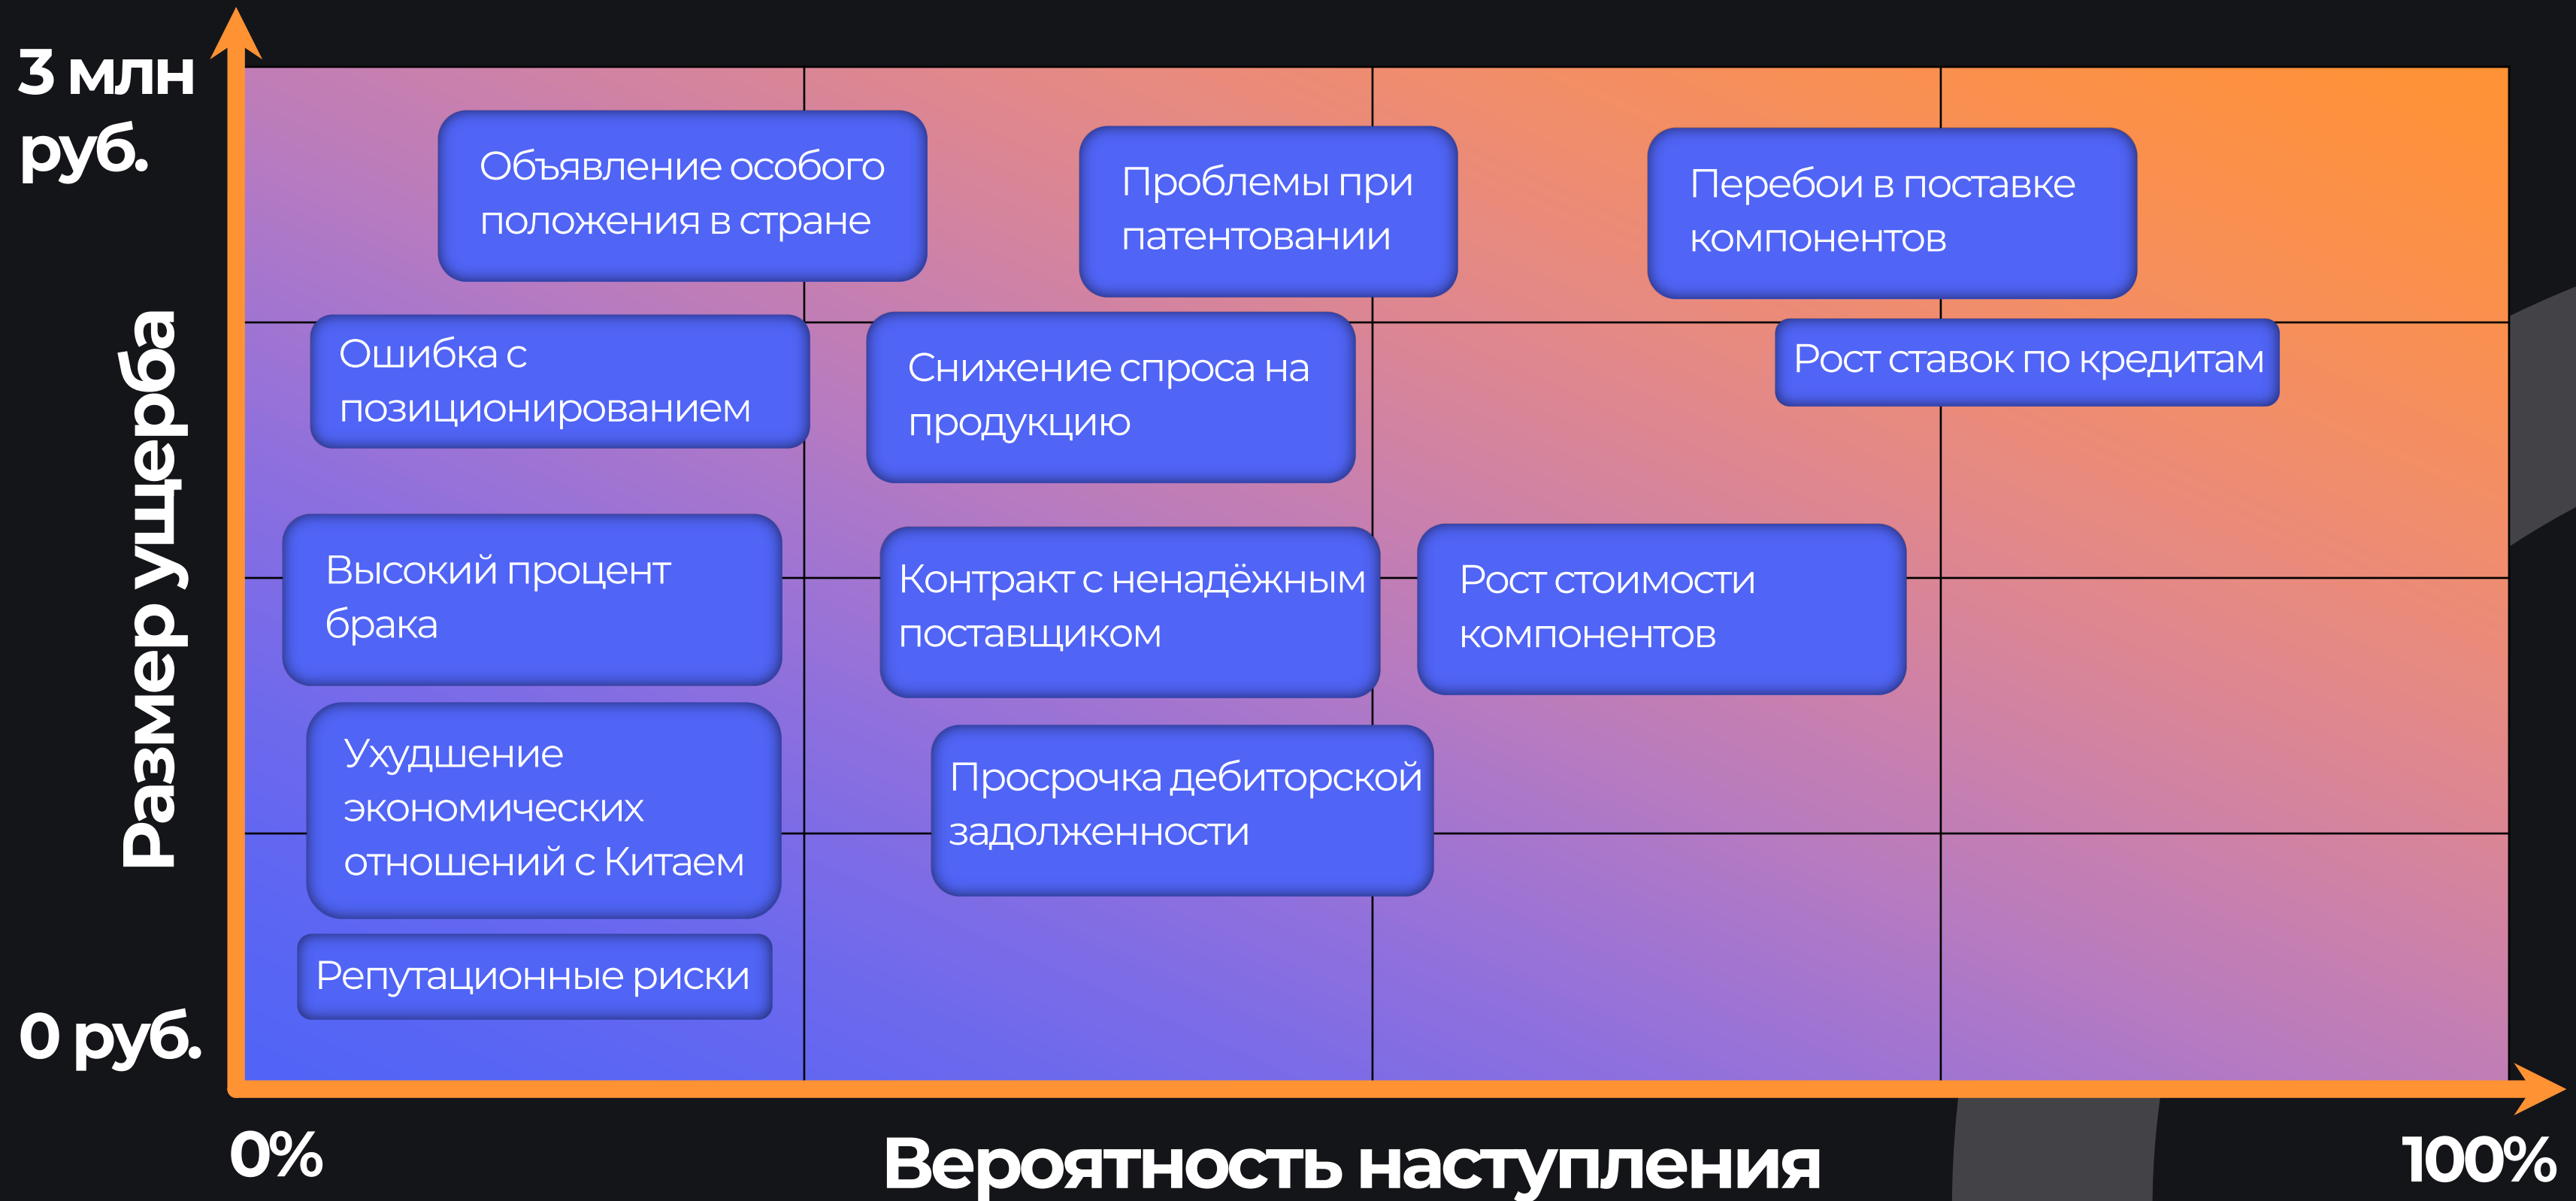 3 млн
руб.
Размер ущерба
0 руб.
Объявление особого
положения в стране
Проблемы при
патентовании
Перебои в поставке
компонентов
Ошибка с
позиционированием
Снижение спроса на
продукцию
Рост ставок по кредитам
Высокий процент
брака
Контракт с ненадёжным
поставщиком
Рост стоимости
компонентов
Ухудшение
экономических
отношений с Китаем
Просрочка дебиторской
задолженности
Репутационные риски
0%
Вероятность наступления
100%